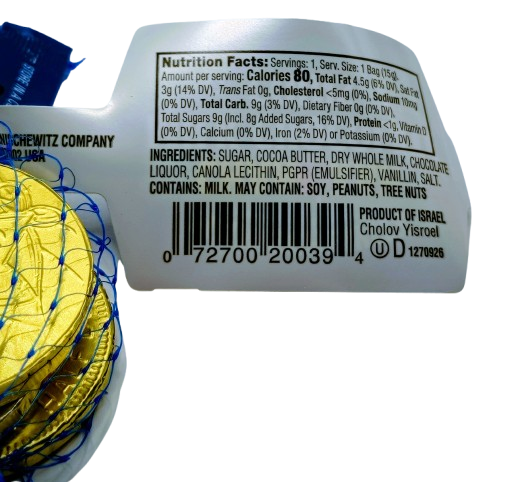 CHEWITZ COMPANY
02 USA
Nutrition Facts: Servings: 1, Serv. Size: 1 Bag (15g),
Amount per serving: Calories 80, Total Fat 4.5g (6% DV), Sat Fat
3g (14% DV), Trans Fat 0g, Cholesterol <5mg (0%), Sodium 10mg
(0% DV), Total Carb. 9g (3% DV), Dietary Fiber 0g (0% DV),
Total Sugars 9g (Incl. 8g Added Sugars, 16% DV), Protein <1g, Vitamin D
(0% DV), Calcium (0% DV), Iron (2% DV) or Potassium (0% DV).
INGREDIENTS: SUGAR, COCOA BUTTER, DRY WHOLE MILK, CHOCOLATE
LIQUOR, CANOLA LECITHIN, PGPR (EMULSIFIER), VANILLIN, SALT.
CONTAINS: MILK. MAY CONTAIN: SOY, PEANUTS, TREE NUTS
PRODUCT OF ISRAEL
Cholov Yisroel
Ⓤ D 1270926
0 72700 20039 4